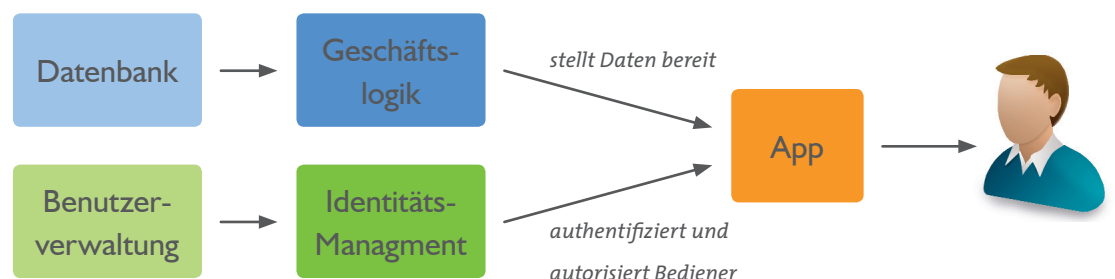 Datenbank
Geschäfts-
logik
stellt Daten bereit
App
Benutzer-
verwaltung
Identitäts-
Managment
authentifiziert und
autorisiert Bediener